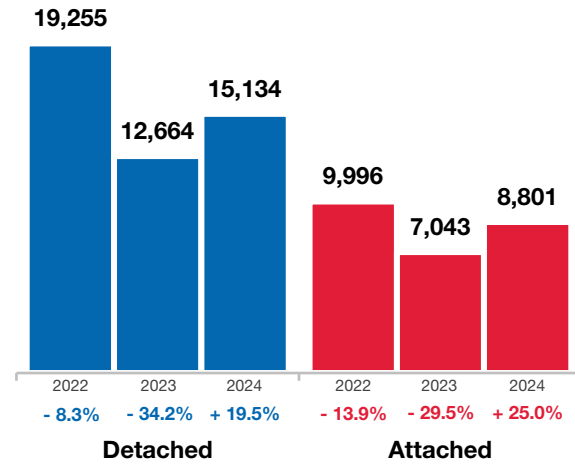 19,255
12,664
15,134
9,996
7,043
8,801
2022 2023 2024 2022 2023 2024
- 8.3% - 34.2% + 19.5% - 13.9% - 29.5% + 25.0%
Detached Attached